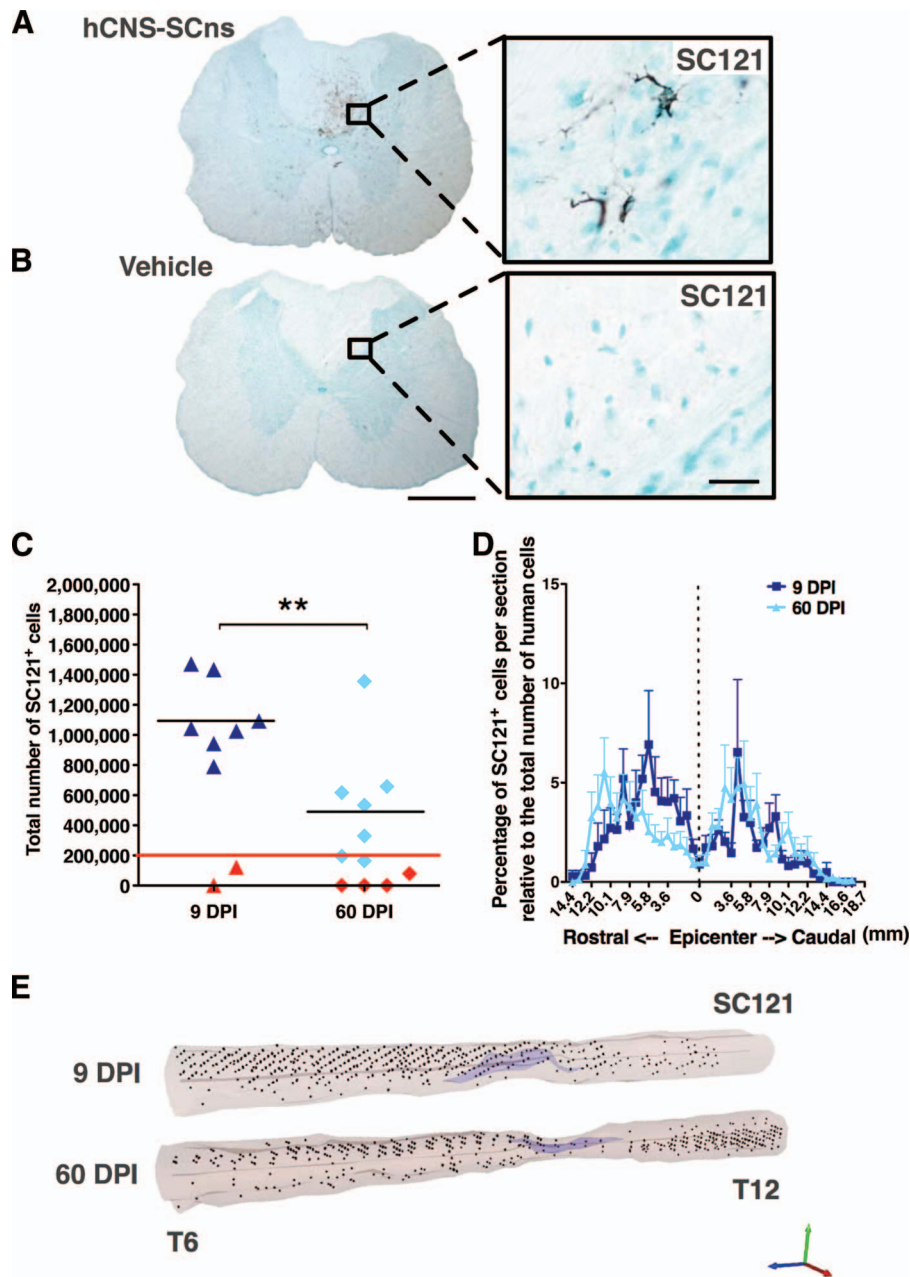 A
hCNS-SCns
SC121
B
Vehicle
SC121
C
Total number of SC121+ cells
2,000,000
1,800,000
1,600,000
1,400,000
1,200,000
1,000,000
800,000
600,000
400,000
200,000
0
**
9 DPI
60 DPI
D
Percentage of SC121+ cells per section
relative to the total number of human cells
15
10
5
0
9 DPI
60 DPI
14.4 12.2 10.1 7.9 5.8 3.6 0 3.6 5.8 7.9 10.1 12.2 14.4 16.6 18.7
Rostral <-- Epicenter --> Caudal (mm)
E
SC121
9 DPI
60 DPI
T12
T6